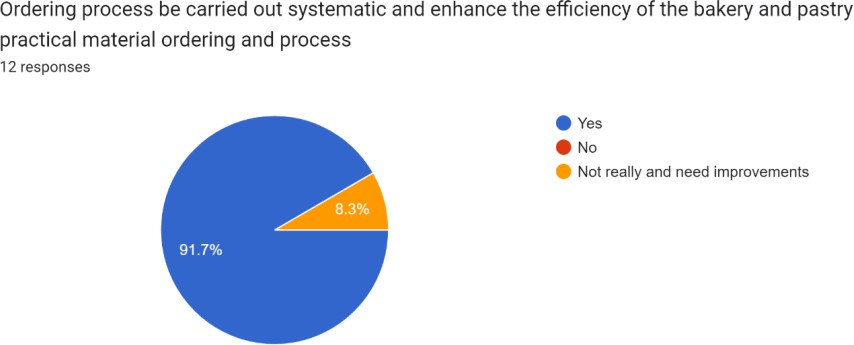 Ordering process be carried out systematic and enhance the efficiency of the bakery and pastry
practical material ordering and process
12 responses
Yes
No
Not really and need improvements
8.3%
91.7%